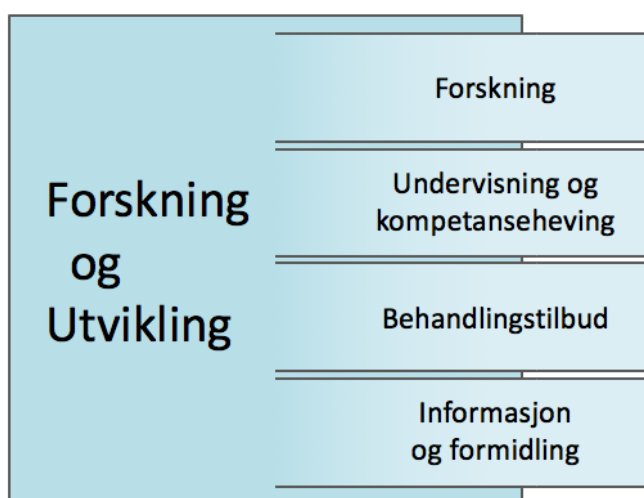 Forskning
og
Utvikling
Forskning
Undervisning og
kompetanseheving
Behandlingstilbud
Informasjon
og formidling